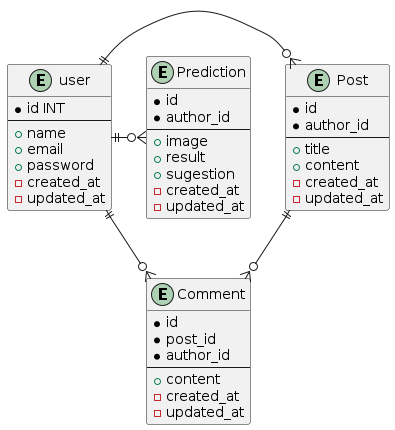 E user
id INT
name
email
password
created_at
updated_at
E Prediction
id
author_id
image
result
sugestion
created_at
updated_at
E Post
id
author_id
title
content
created_at
updated_at
E Comment
id
post_id
author_id
content
created_at
updated_at